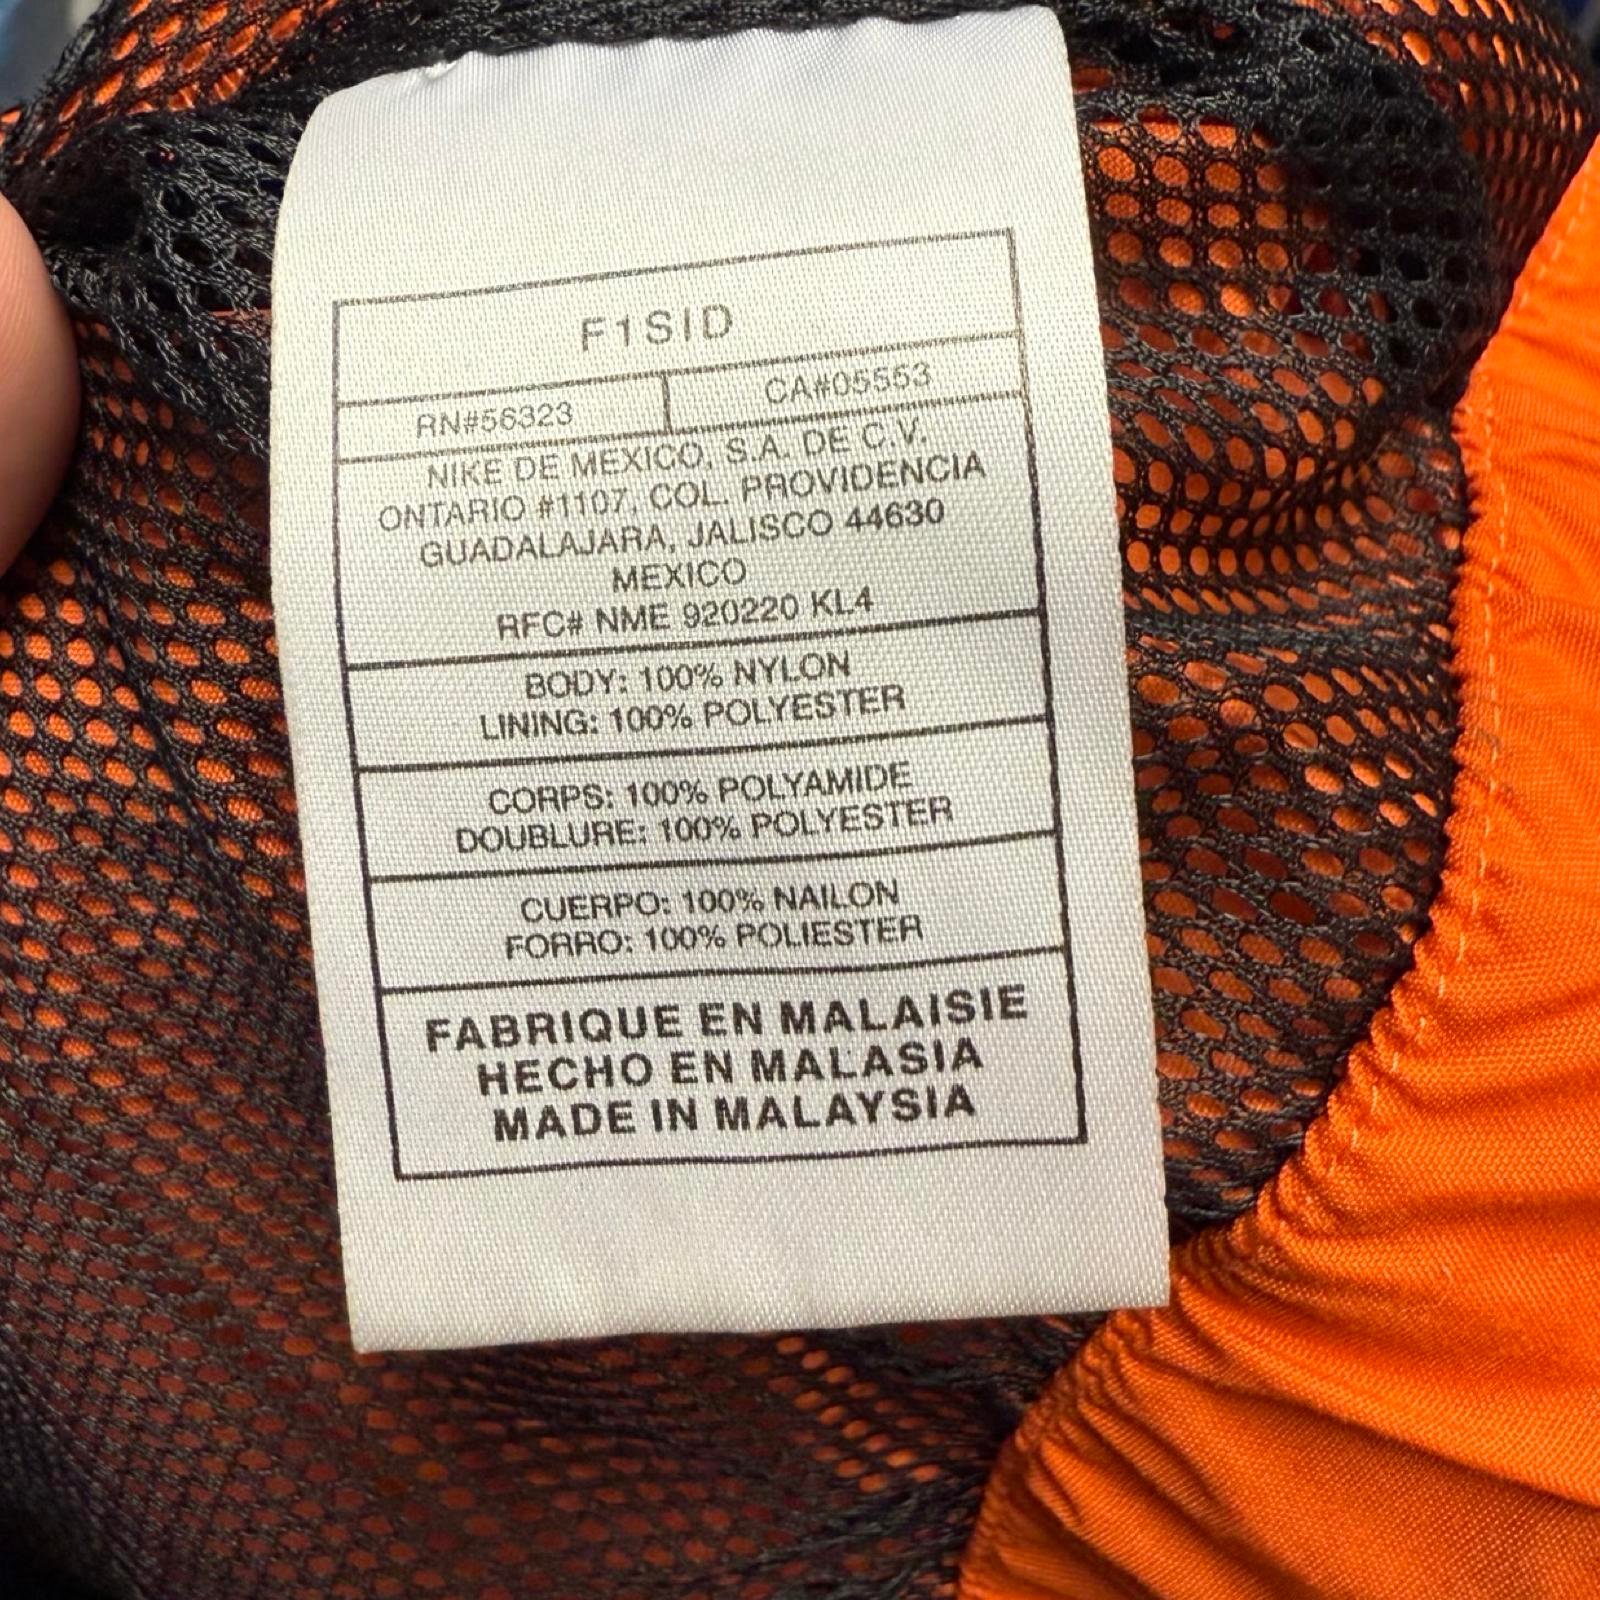 F1SID
RN#56323
CA#05553
NIKE DE MEXICO, S.A. DE C.V.
ONTARIO #1107, COL. PROVIDENCIA
GUADALAJARA, JALISCO 44630
MEXICO
RFC# NME 920220 KL4
BODY: 100% NYLON
LINING: 100% POLYESTER
CORPS: 100% POLYAMIDE
DOUBLURE: 100% POLYESTER
CUERPO: 100% NAILON
FORRO: 100% POLIESTER
FABRIQUE EN MALAISIE
HECHO EN MALASIA
MADE IN MALAYSIA